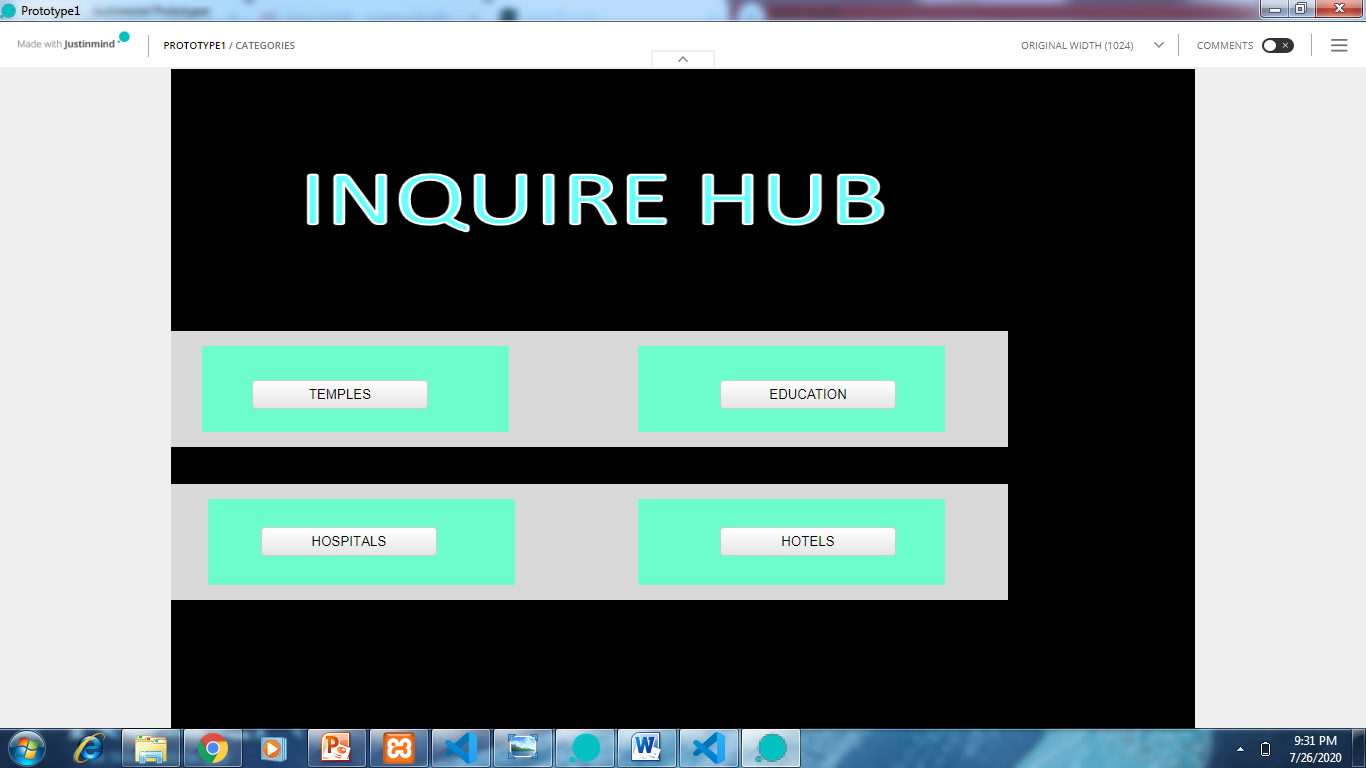 Prototype1
Made with Justinmind
PROTOTYPE1 / CATEGORIES
ORIGINAL WIDTH (1024)
COMMENTS
INQUIRE HUB
TEMPLES
EDUCATION
HOSPITALS
HOTELS
9:31 PM
7/26/2020